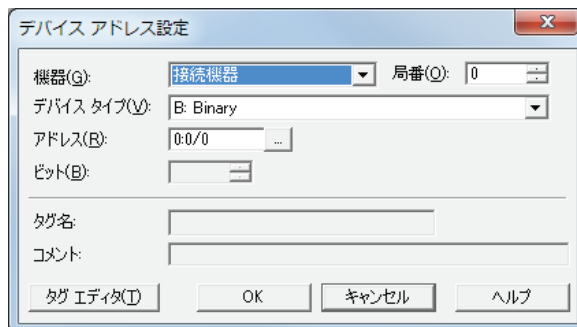 デバイス アドレス設定
機器(G): 接続機器 局番(O): 0
デバイス タイプ(V): B: Binary
アドレス(R): 0:0/0 ...
ビット(B):
タグ名:
コメント:
タグ エディタ(T) OK キャンセル ヘルプ